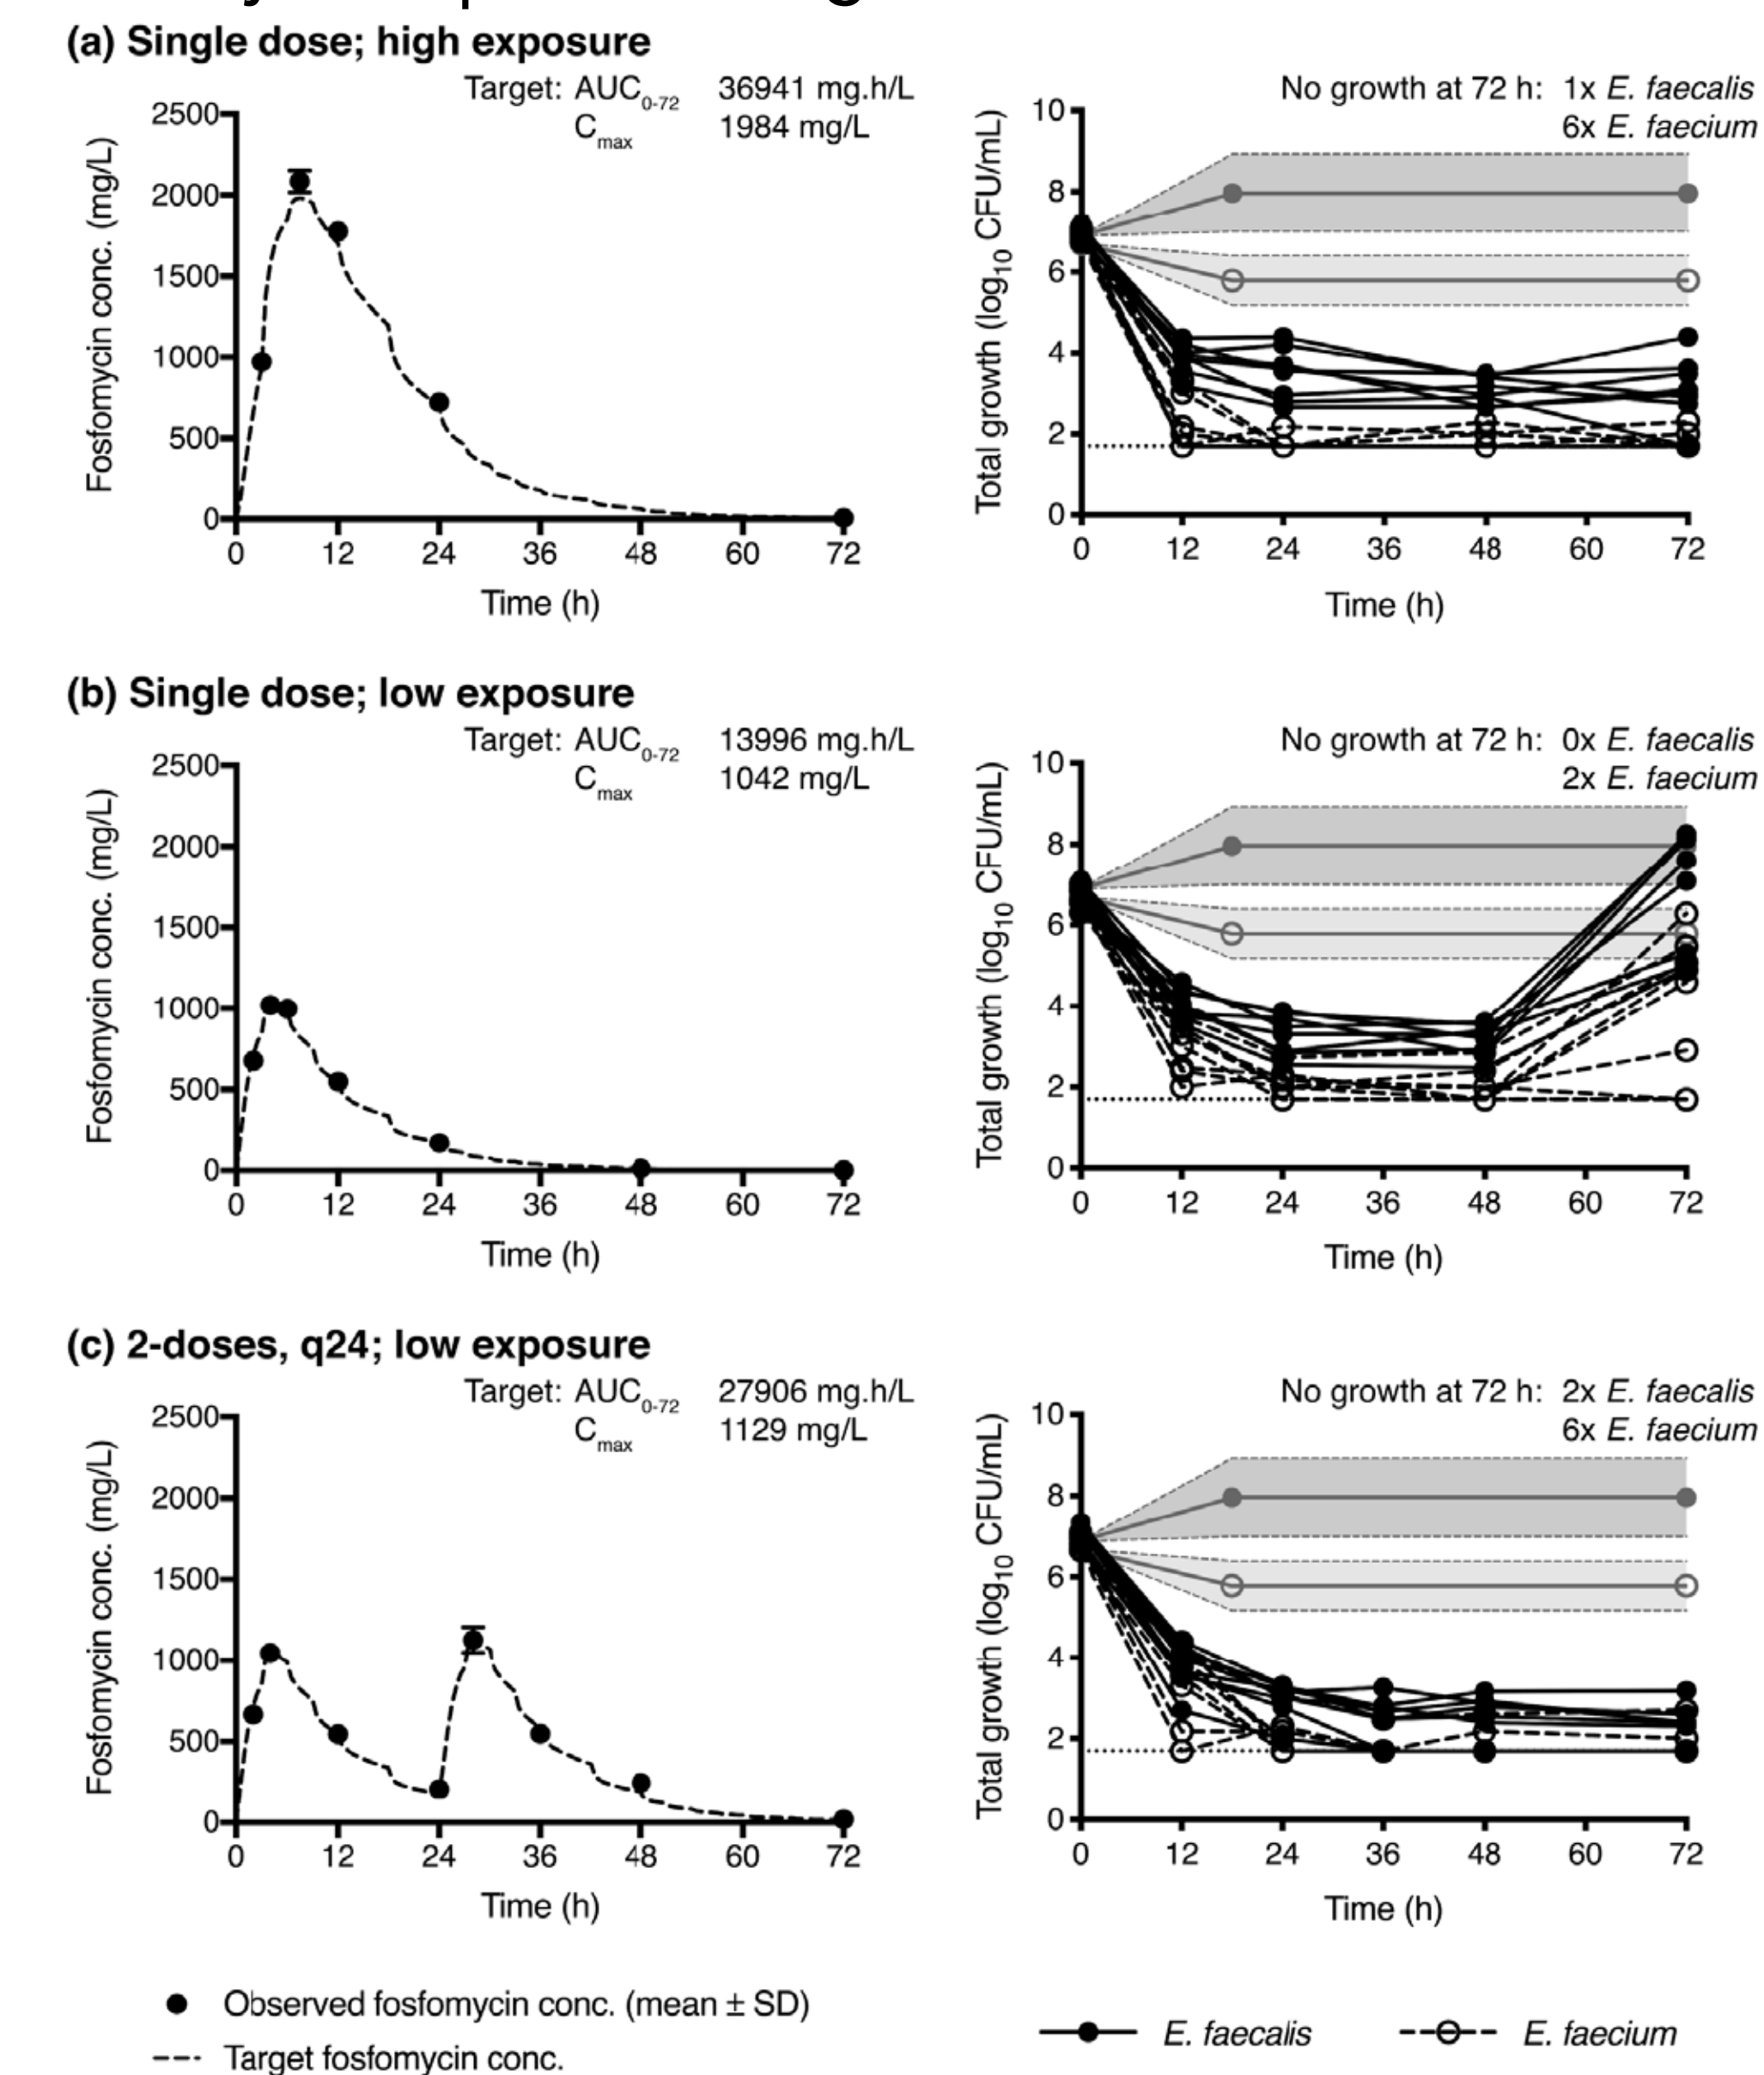 (a) Single dose; high exposure
Target: AUC0-72 36941 mg.h/L
Cmax 1984 mg/L
Fosfomycin conc. (mg/L)
2500
2000
1500
1000
500
0
0 12 24 36 48 60 72
Time (h)
No growth at 72 h: 1x E. faecalis
6x E. faecium
Total growth (log10 CFU/mL)
10
8
6
4
2
0
0 12 24 36 48 60 72
Time (h)
(b) Single dose; low exposure
Target: AUC0-72 13996 mg.h/L
Cmax 1042 mg/L
Fosfomycin conc. (mg/L)
2500
2000
1500
1000
500
0
0 12 24 36 48 60 72
Time (h)
No growth at 72 h: 0x E. faecalis
2x E. faecium
Total growth (log10 CFU/mL)
10
8
6
4
2
0
0 12 24 36 48 60 72
Time (h)
(c) 2-doses, q24; low exposure
Target: AUC0-72 27906 mg.h/L
Cmax 1129 mg/L
Fosfomycin conc. (mg/L)
2500
2000
1500
1000
500
0
0 12 24 36 48 60 72
Time (h)
No growth at 72 h: 2x E. faecalis
6x E. faecium
Total growth (log10 CFU/mL)
10
8
6
4
2
0
0 12 24 36 48 60 72
Time (h)
Observed fosfomycin conc. (mean ± SD)
Target fosfomycin conc.
E. faecalis E. faecium